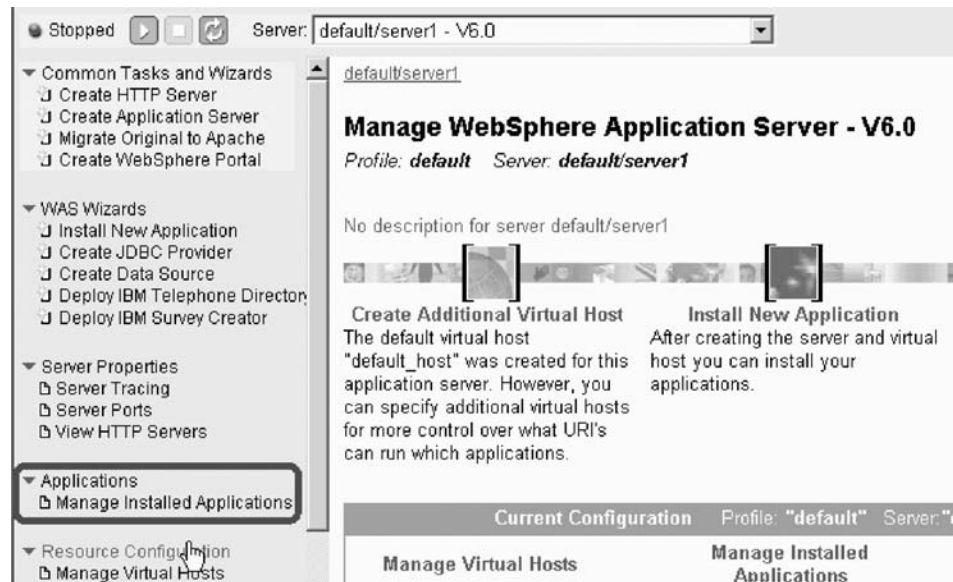 Stopped Server: default/server1 - V6.0
Common Tasks and Wizards
Create HTTP Server
Create Application Server
Migrate Original to Apache
Create WebSphere Portal
WAS Wizards
Install New Application
Create JDBC Provider
Create Data Source
Deploy IBM Telephone Directory
Deploy IBM Survey Creator
Server Properties
Server Tracing
Server Ports
View HTTP Servers
Applications
Manage Installed Applications
Resource Configuration
Manage Virtual Hosts
default/server1
Manage WebSphere Application Server - V6.0
Profile: default Server: default/server1
No description for server default/server1
Create Additional Virtual Host
The default virtual host
"default_host" was created for this
application server. However, you
can specify additional virtual hosts
for more control over what URI's
can run which applications.
Install New Application
After creating the server and virtual
host you can install your
applications.
Current Configuration Profile: "default" Server:"
Manage Virtual Hosts
Manage Installed
Applications